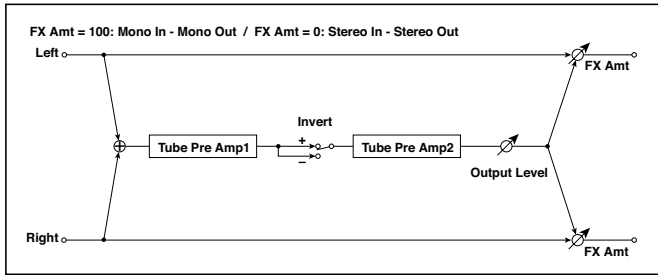 FX Amt = 100: Mono In - Mono Out / FX Amt = 0: Stereo In - Stereo Out
Left
FX Amt
Invert
+
Tube Pre Amp1
Tube Pre Amp2
−
Output Level
Right
FX Amt